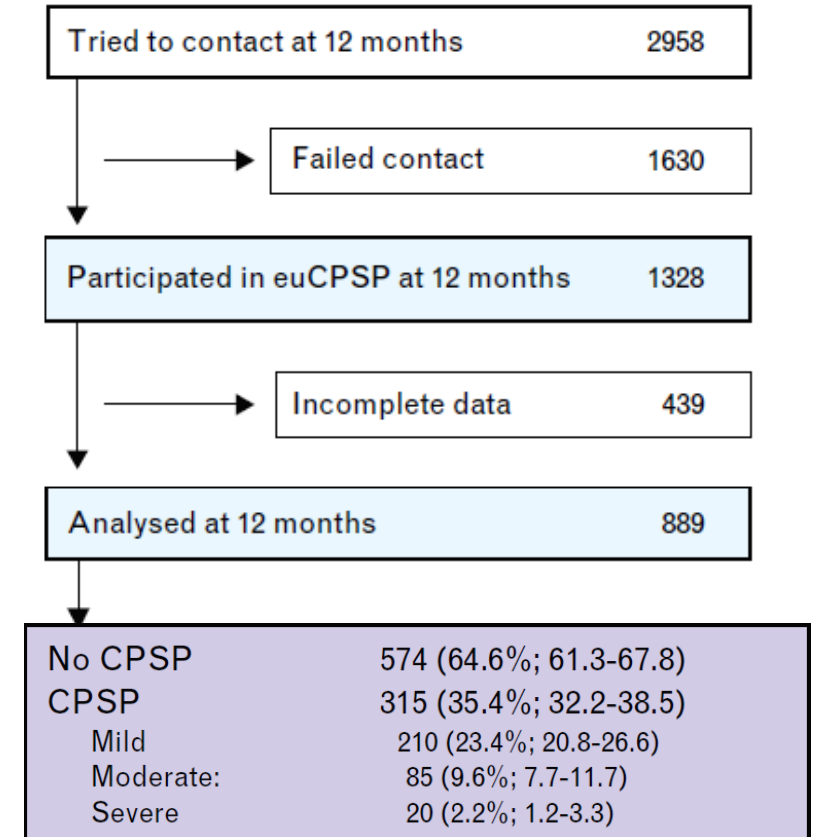 Tried to contact at 12 months 2958
Failed contact 1630
Participated in euCPSP at 12 months 1328
Incomplete data 439
Analysed at 12 months 889
No CPSP 574 (64.6%; 61.3-67.8)
CPSP 315 (35.4%; 32.2-38.5)
Mild 210 (23.4%; 20.8-26.6)
Moderate: 85 (9.6%; 7.7-11.7)
Severe 20 (2.2%; 1.2-3.3)